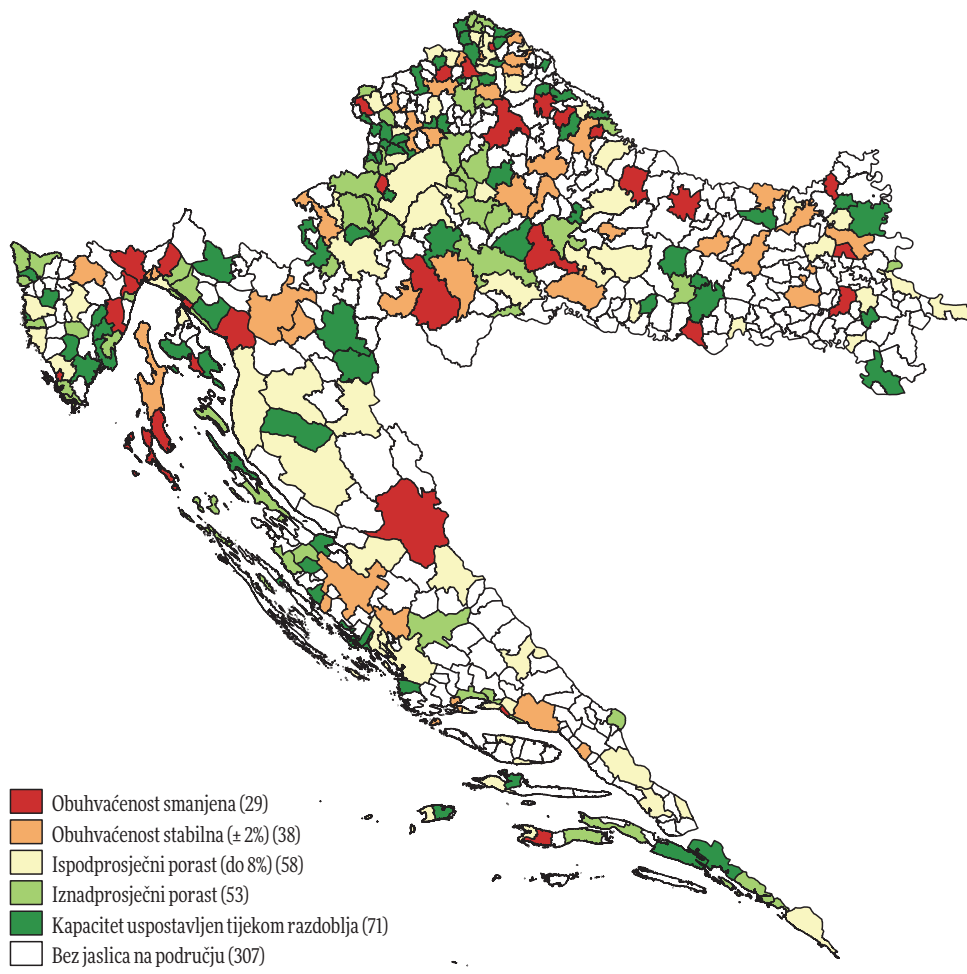 Obuhvaćenost smanjena (29)
Obuhvaćenost stabilna (± 2%) (38)
Ispodprosječni porast (do 8%) (58)
Iznadprosječni porast (53)
Kapacitet uspostavljen tijekom razdoblja (71)
Bez jaslica na području (307)